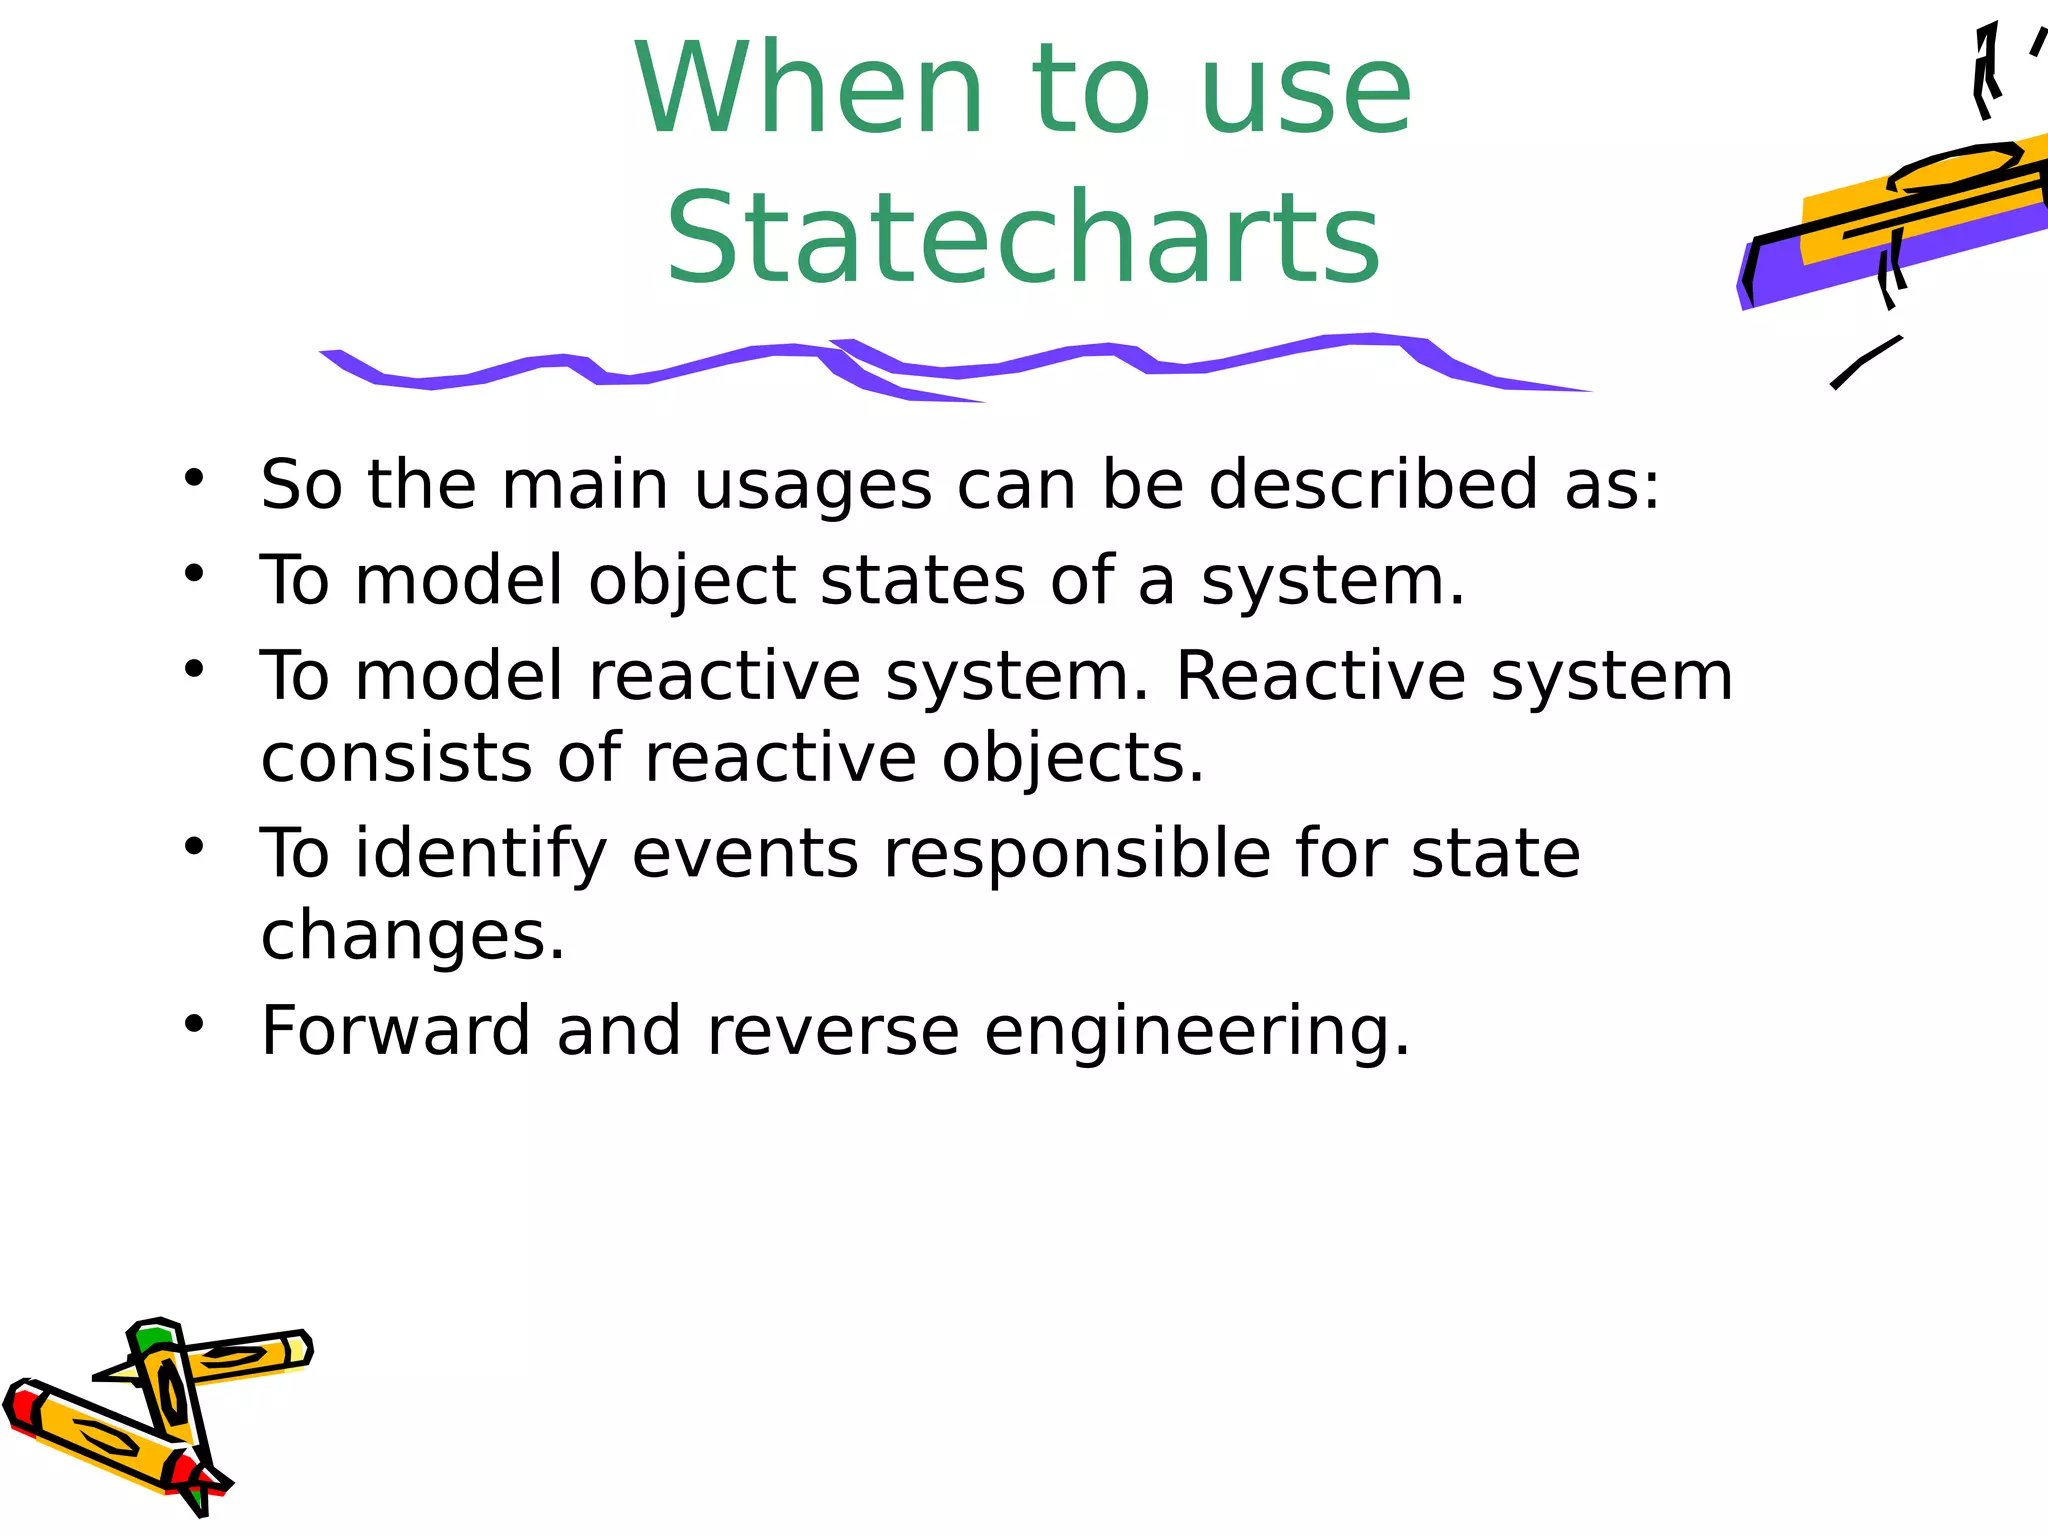 When to use
Statecharts
• So the main usages can be described as:
• To model object states of a system.
• To model reactive system. Reactive system
consists of reactive objects.
• To identify events responsible for state
changes.
• Forward and reverse engineering.